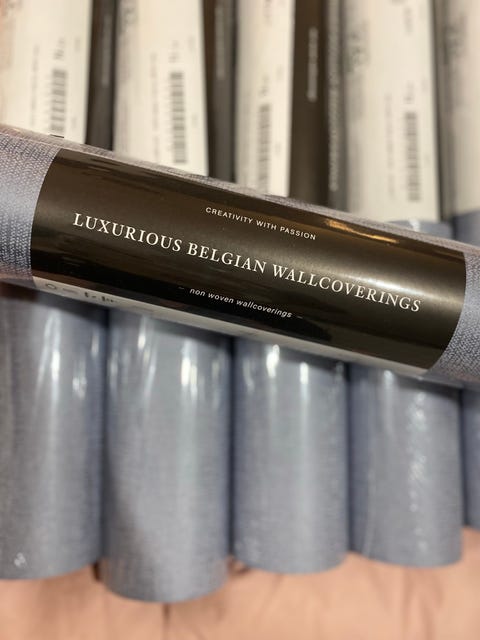 CREATIVITY WITH PASSION
LUXURIOUS BELGIAN WALLCOVERINGS
non woven wallcoverings